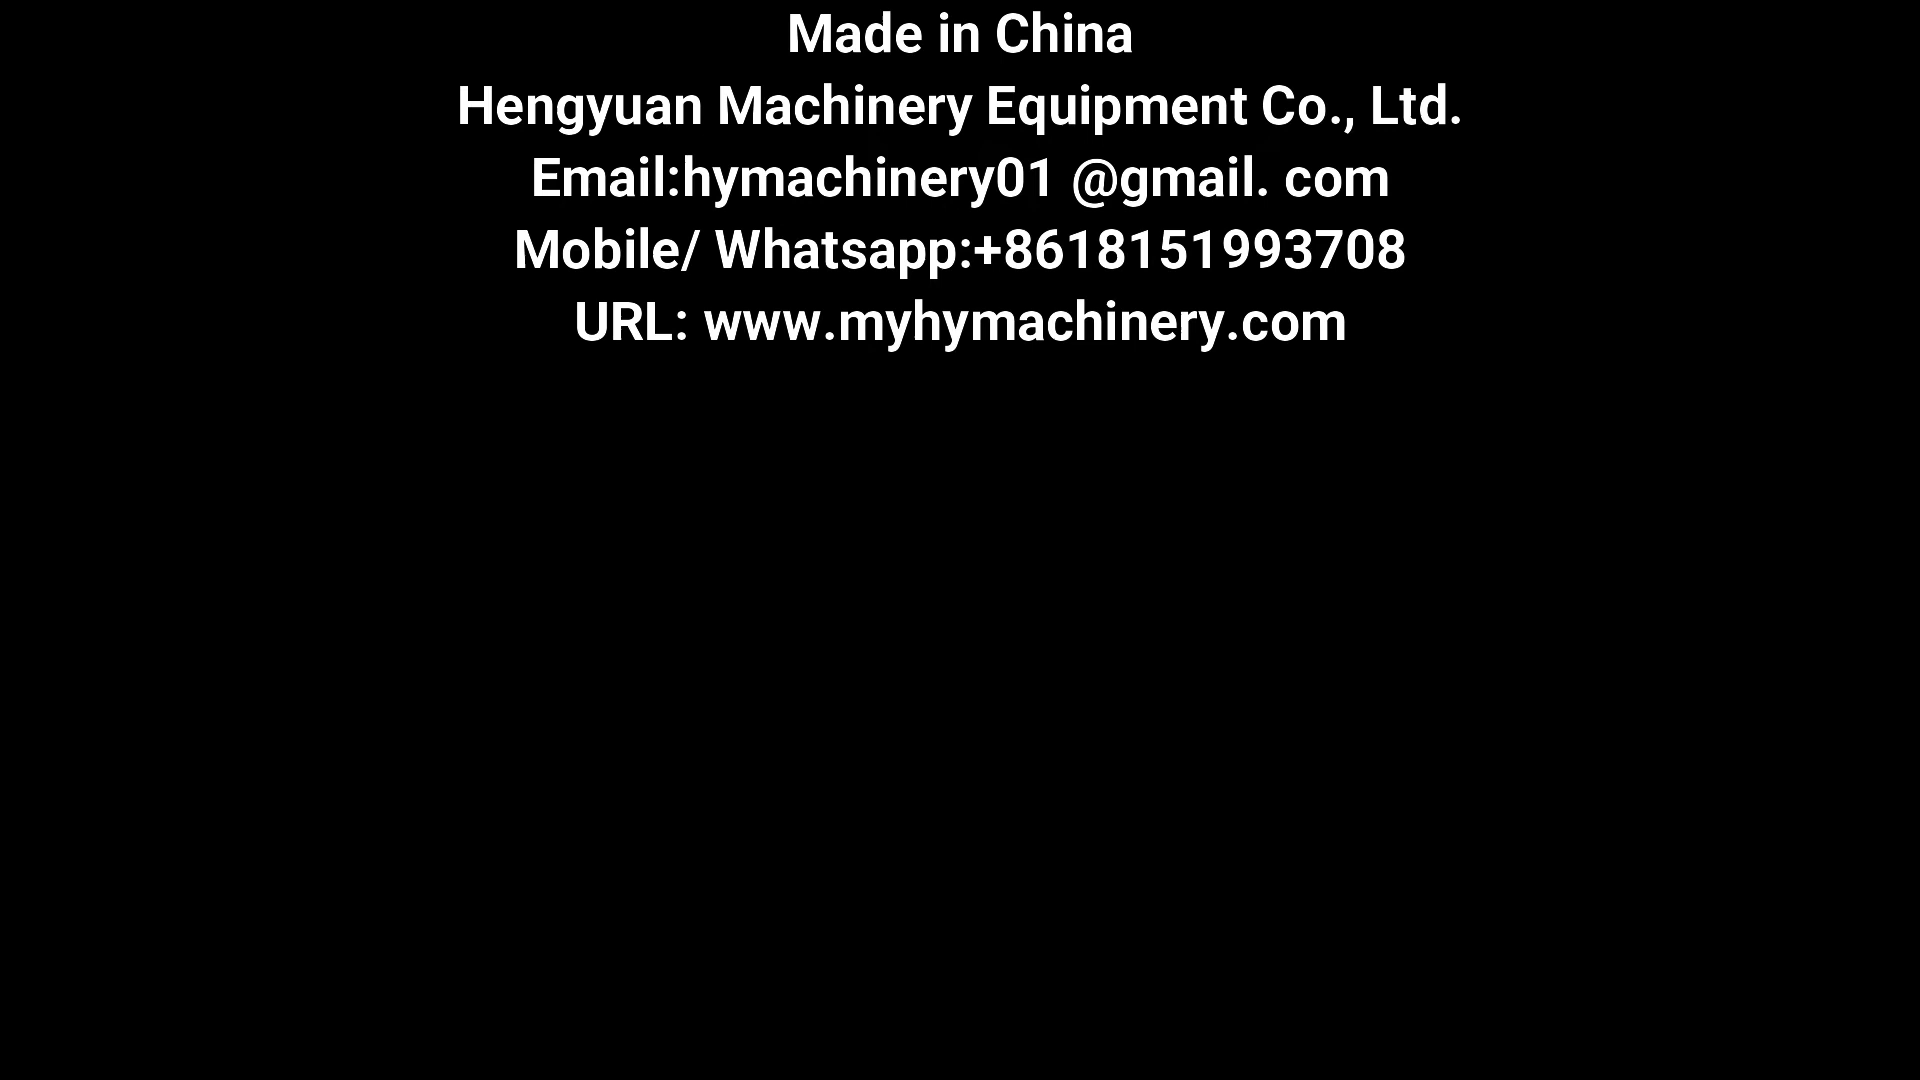 Made in China
Hengyuan Machinery Equipment Co., Ltd.
Email:hymachinery01 @gmail. com
Mobile/ Whatsapp:+8618151993708
URL: www.myhymachinery.com